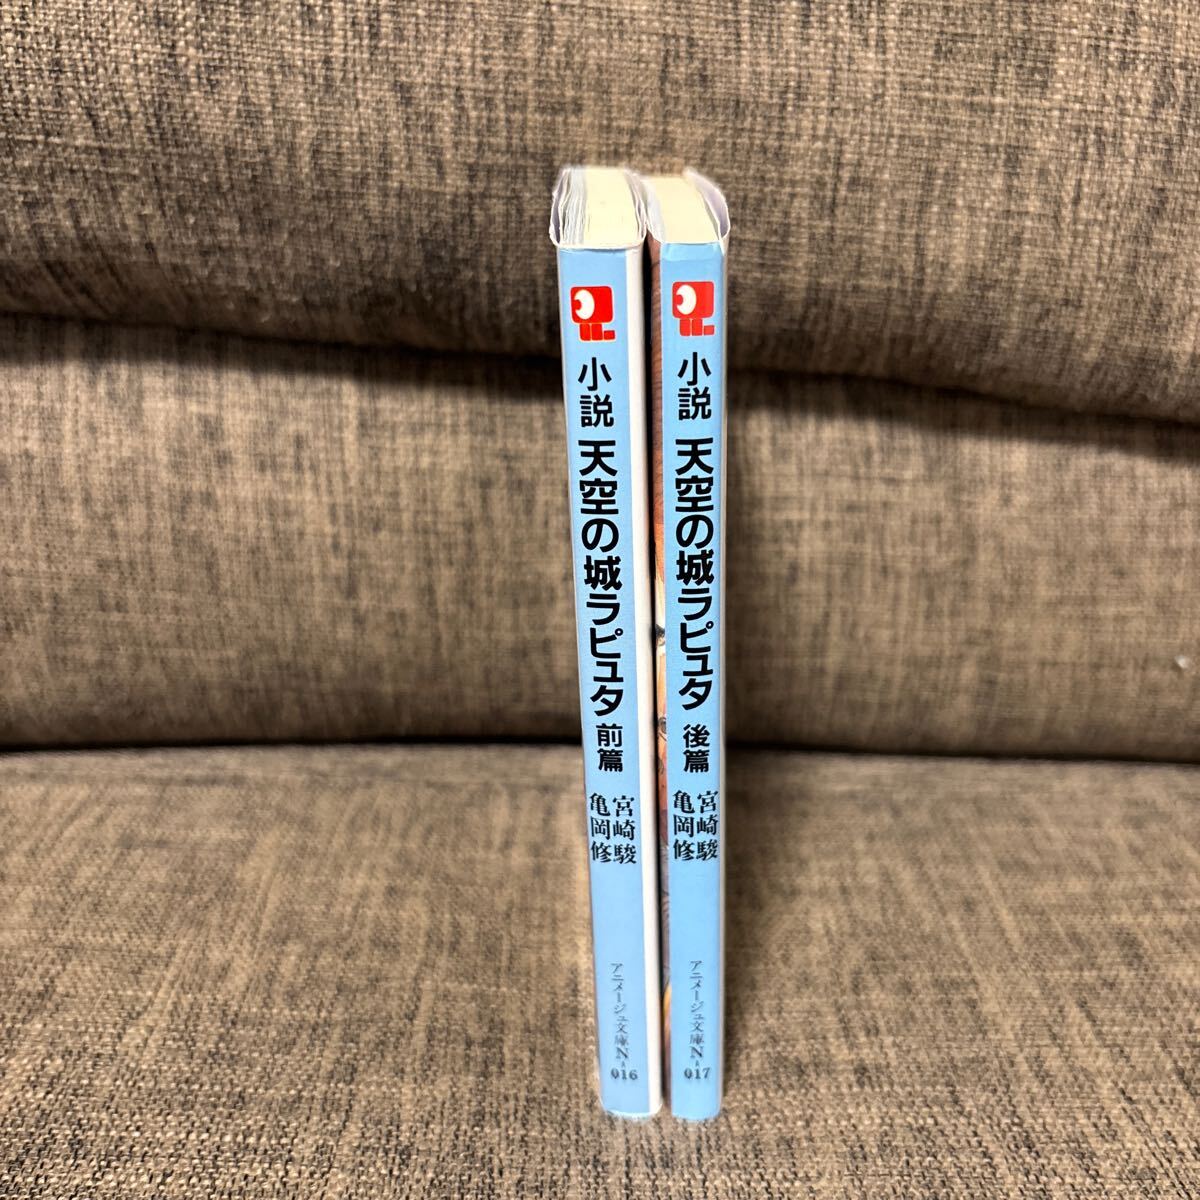 小説 天空の城ラピュタ 前篇
宮崎駿
亀岡修
アニメージュ文庫 N A 016
小説 天空の城ラピュタ 後篇
宮崎駿
亀岡修
アニメージュ文庫 N A 017